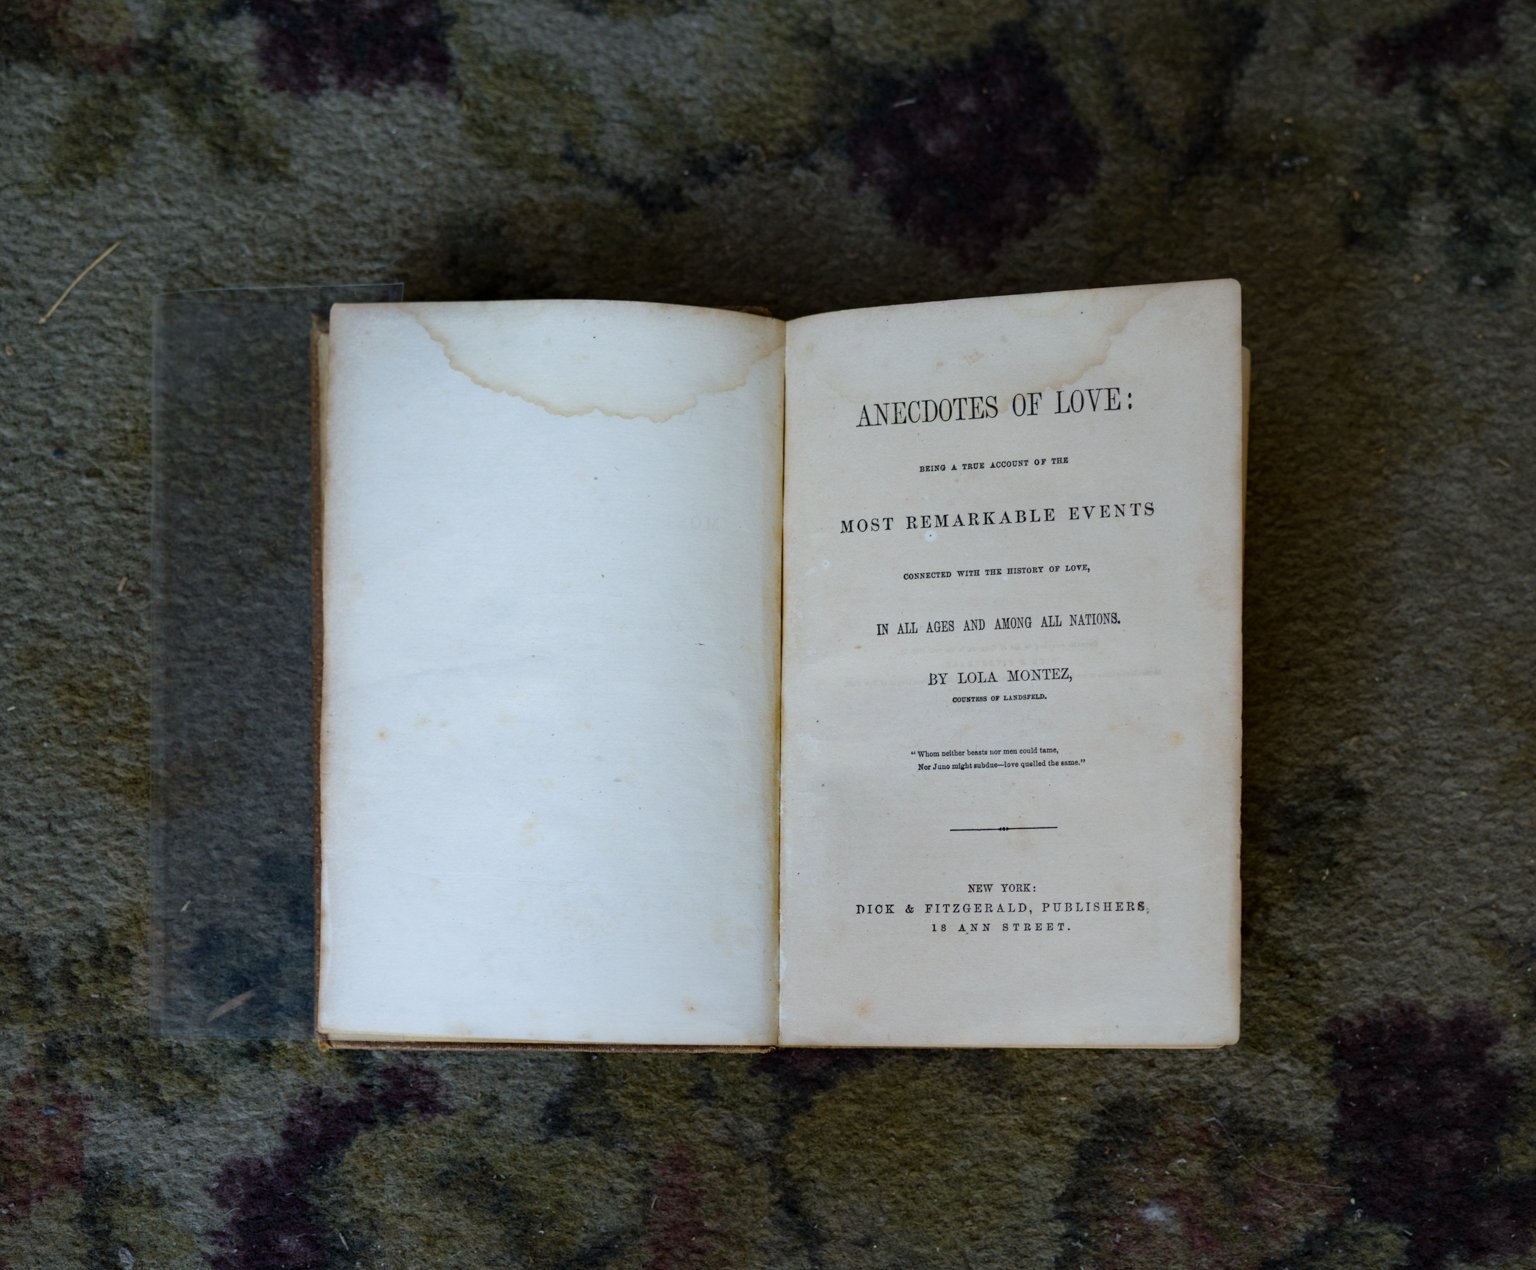 ANECDOTES OF LOVE:
BEING A TRUE ACCOUNT OF THE
MOST REMARKABLE EVENTS
CONNECTED WITH THE HISTORY OF LOVE,
IN ALL AGES AND AMONG ALL NATIONS.
BY LOLA MONTEZ,
COUNTESS OF LANDSFELD.
“Whom neither beasts nor men could tame,
Nor Juno might subdue—love quelled the same.”
NEW YORK:
DICK & FITZGERALD, PUBLISHERS,
18 ANN STREET.